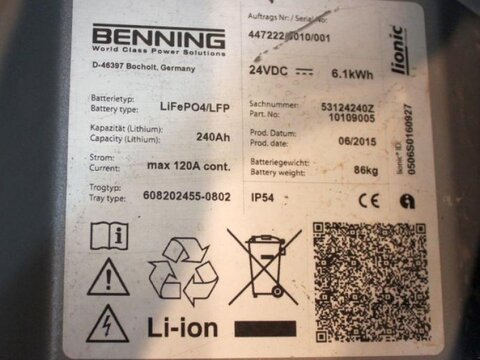 BENNING
World Class Power Solutions
D-46397 Bocholt, Germany
Auftrags Nr./ Serial No.:
447222/ 010/001
24VDC 6.1kWh
lionic
Batterietyp:
Battery type: LiFePO4/LFP
Kapazität (Lithium):
Capacity (Lithium): 240Ah
Strom:
Current: max 120A cont.
Trogtyp:
Tray type: 608202455-0802
Sachnummer: 53124240Z
Part. No. 10109005
Prod. Datum:
Prod. date: 06/2015
Batteriegewicht:
Battery weight: 86kg
IP54 CE
lionic® ID:
0506S0160927
Li-ion